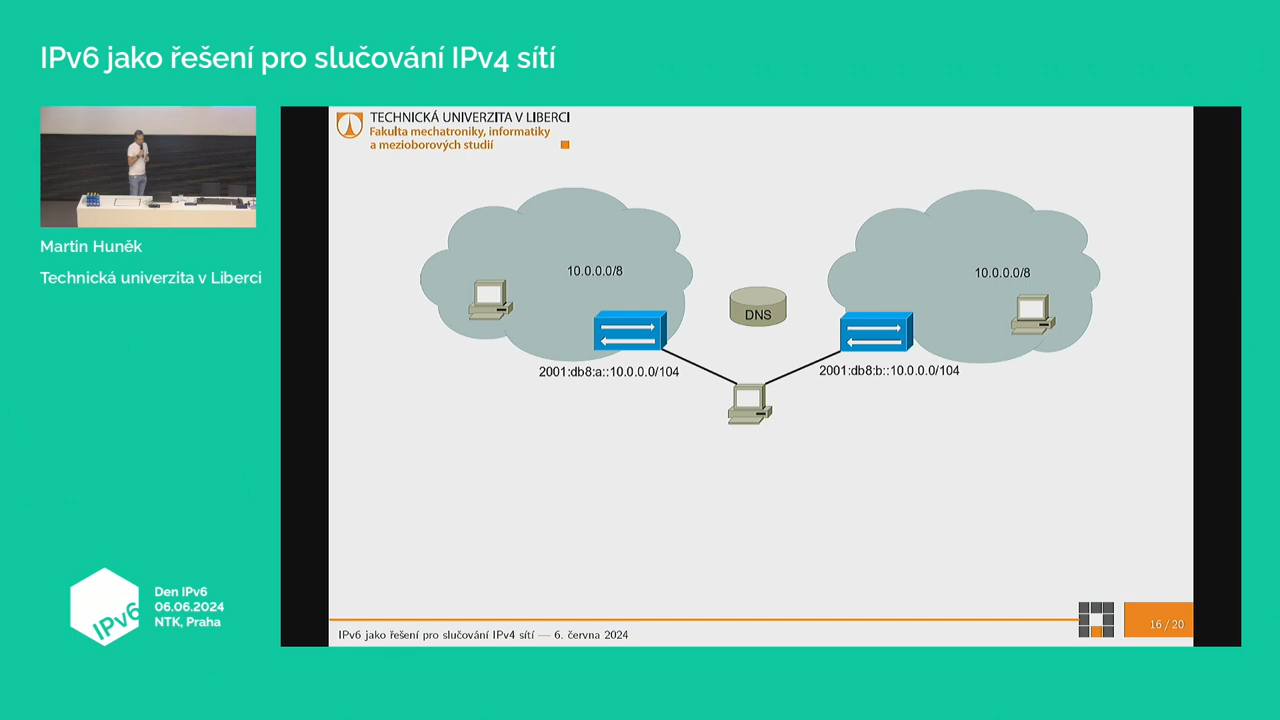 IPv6 jako řešení pro slučování IPv4 sítí
Martin Huněk
Technická univerzita v Liberci
TECHNICKÁ UNIVERZITA V LIBERCI
Fakulta mechatroniky, informatiky
a mezioborových studií
10.0.0.0/8
10.0.0.0/8
DNS
2001:db8:a::10.0.0.0/104
2001:db8:b::10.0.0.0/104
IPv6
Den IPv6
06.06.2024
NTK, Praha
IPv6 jako řešení pro slučování IPv4 sítí — 6. června 2024
16 / 20